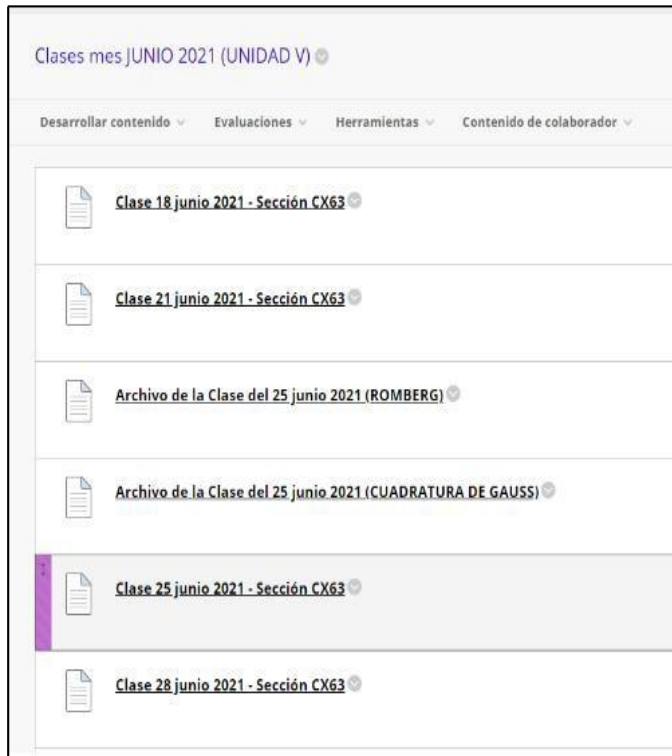 Clases mes JUNIO 2021 (UNIDAD V)
Desarrollar contenido Evaluaciones Herramientas Contenido de colaborador
Clase 18 junio 2021 - Sección CX63
Clase 21 junio 2021 - Sección CX63
Archivo de la Clase del 25 junio 2021 (ROMBERG)
Archivo de la Clase del 25 junio 2021 (CUADRATURA DE GAUSS)
Clase 25 junio 2021 - Sección CX63
Clase 28 junio 2021 - Sección CX63